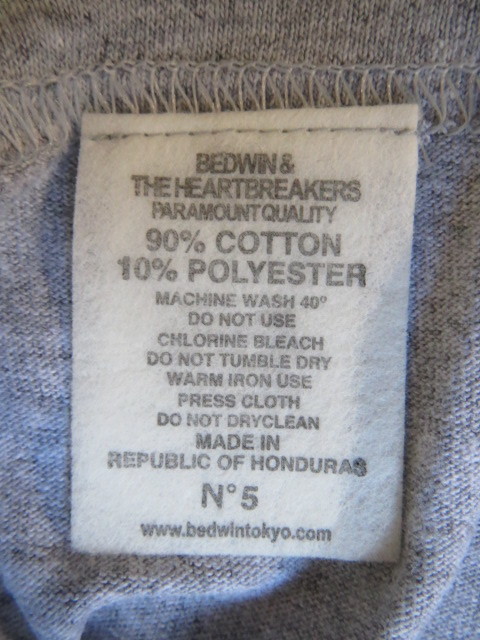 BEDWIN &
THE HEARTBREAKERS
PARAMOUNT QUALITY
90% COTTON
10% POLYESTER
MACHINE WASH 40°
DO NOT USE
CHLORINE BLEACH
DO NOT TUMBLE DRY
WARM IRON USE
PRESS CLOTH
DO NOT DRYCLEAN
MADE IN
REPUBLIC OF HONDURAS
N°5
www.bedwintokyo.com